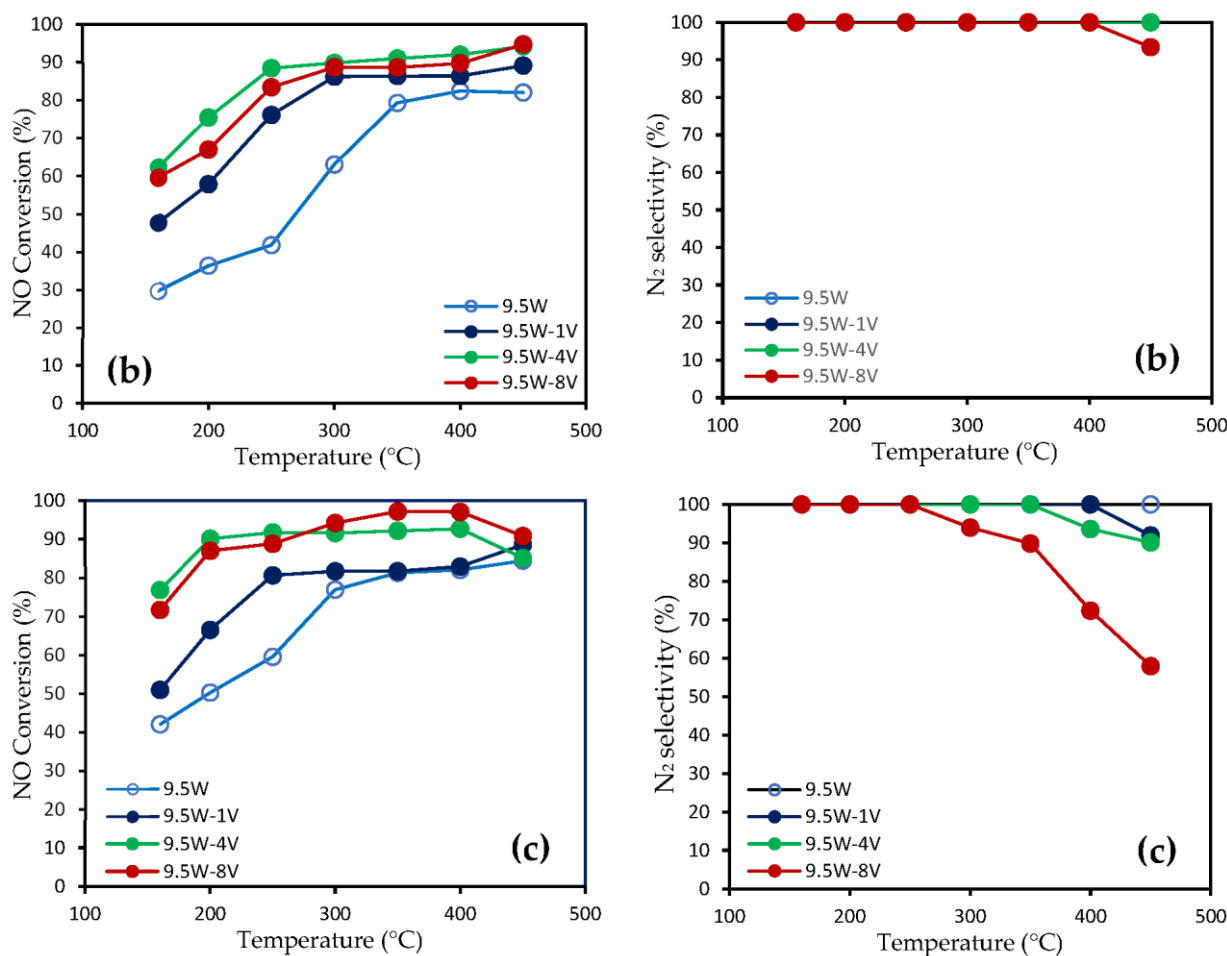 NO Conversion (%)
100
90
80
70
60
50
40
30
20
10
0
9.5W
9.5W-1V
9.5W-4V
9.5W-8V
(b)
100 200 300 400 500
Temperature (°C)
N2 selectivity (%)
100
90
80
70
60
50
40
30
20
10
0
9.5W
9.5W-1V
9.5W-4V
9.5W-8V
(b)
100 200 300 400 500
Temperature (°C)
NO Conversion (%)
100
90
80
70
60
50
40
30
20
10
0
9.5W
9.5W-1V
9.5W-4V
9.5W-8V
(c)
100 200 300 400 500
Temperature (°C)
N2 selectivity (%)
100
90
80
70
60
50
40
30
20
10
0
9.5W
9.5W-1V
9.5W-4V
9.5W-8V
(c)
100 200 300 400 500
Temperature (°C)